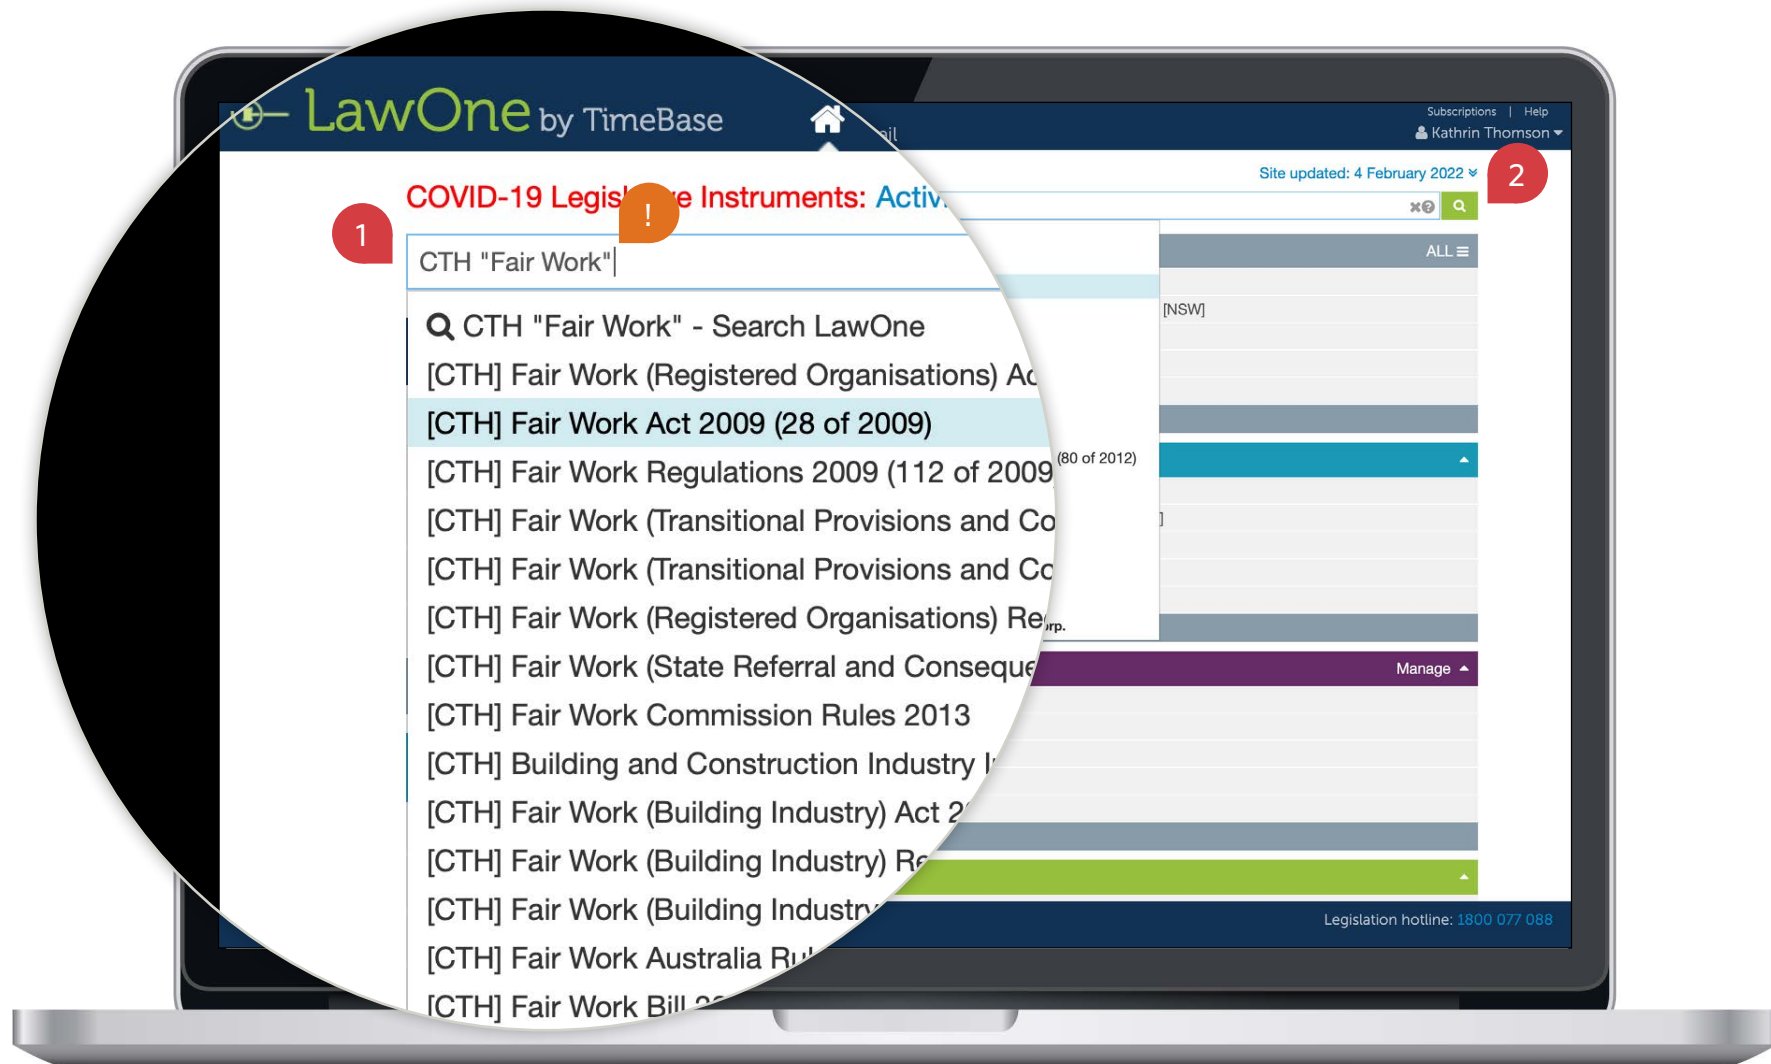 LawOne by TimeBase
Subscriptions | Help
Kathrin Thomson
Site updated: 4 February 2022
2
COVID-19 Legis e Instruments: Activ
!
1
CTH "Fair Work"
ALL
CTH "Fair Work" - Search LawOne
[NSW]
[CTH] Fair Work (Registered Organisations) Ac
[CTH] Fair Work Act 2009 (28 of 2009)
[CTH] Fair Work Regulations 2009 (112 of 2009
(80 of 2012)
[CTH] Fair Work (Transitional Provisions and Co
]
[CTH] Fair Work (Transitional Provisions and Co
[CTH] Fair Work (Registered Organisations) Re
rp.
[CTH] Fair Work (State Referral and Conseque
Manage
[CTH] Fair Work Commission Rules 2013
[CTH] Building and Construction Industry I
[CTH] Fair Work (Building Industry) Act 2
[CTH] Fair Work (Building Industry) Re
[CTH] Fair Work (Building Industry
Legislation hotline: 1800 077 088
[CTH] Fair Work Australia Ru
[CTH] Fair Work Bill 20